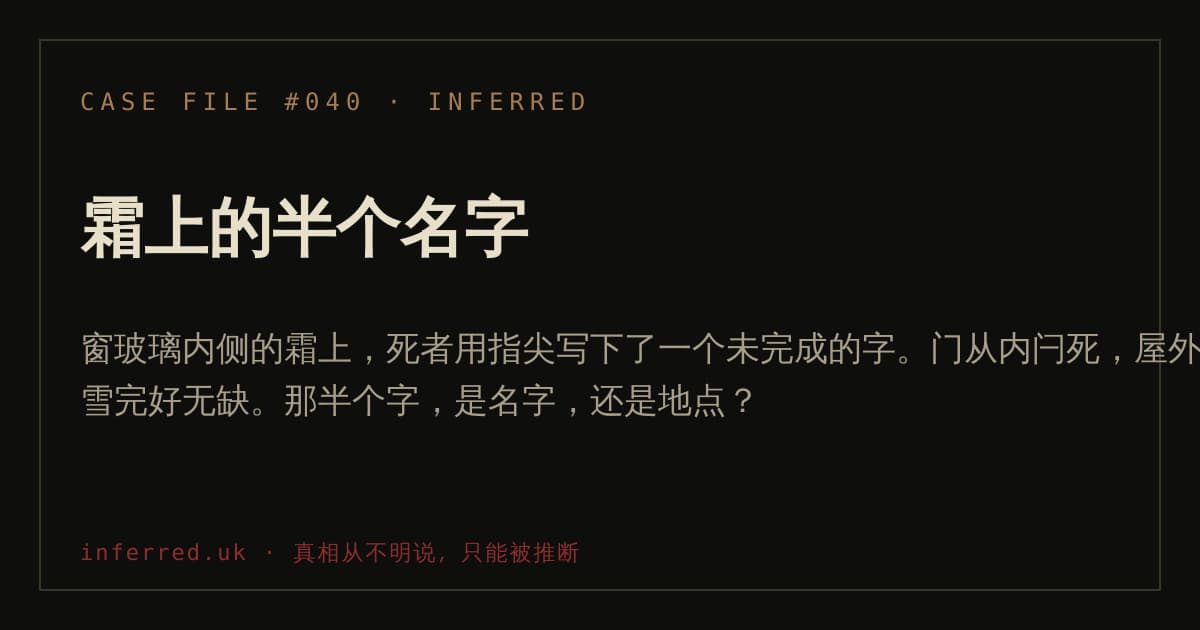 CASE FILE #040 · INFERRED
霜上的半个名字
窗玻璃内侧的霜上，死者用指尖写下了一个未完成的字。门从内闩死，屋外
雪完好无缺。那半个字，是名字，还是地点？
inferred.uk · 真相从不明说，只能被推断